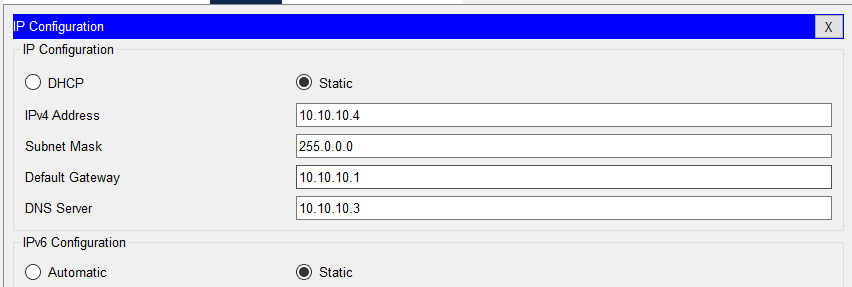 IP Configuration X
IP Configuration
DHCP Static
IPv4 Address 10.10.10.4
Subnet Mask 255.0.0.0
Default Gateway 10.10.10.1
DNS Server 10.10.10.3
IPv6 Configuration
Automatic Static